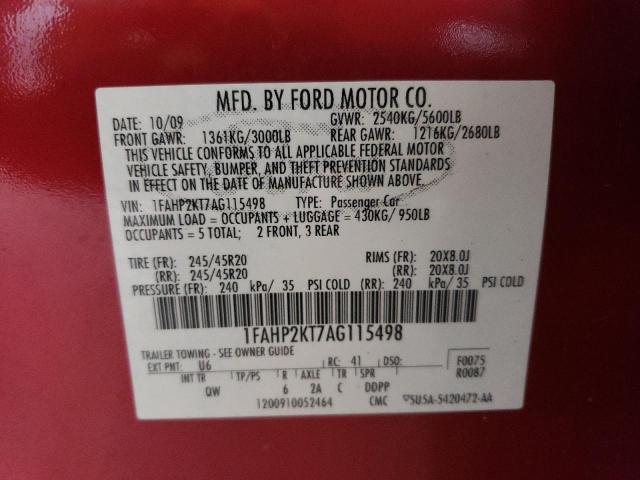 MFD. BY FORD MOTOR CO.
DATE: 10/09 GVWR: 2540KG/5600LB
FRONT GAWR: 1361KG/3000LB REAR GAWR: 1216KG/2680LB
THIS VEHICLE CONFORMS TO ALL APPLICABLE FEDERAL MOTOR
VEHICLE SAFETY, BUMPER, AND THEFT PREVENTION STANDARDS
IN EFFECT ON THE DATE OF MANUFACTURE SHOWN ABOVE.
VIN: 1FAHP2KT7AG115498 TYPE: Passenger Car
MAXIMUM LOAD = OCCUPANTS + LUGGAGE = 430KG/950LB
OCCUPANTS = 5 TOTAL; 2 FRONT, 3 REAR
TIRE (FR): 245/45R20 RIMS (FR): 20X8.0J
(RR): 245/45R20 (RR): 20X8.0J
PRESSURE (FR): 240 kPa/ 35 PSI COLD (RR): 240 kPa/ 35 PSI COLD
1FAHP2KT7AG115498
TRAILER TOWING - SEE OWNER GUIDE
EXT PNT: U6 RC: 41 DSO: F0075
INT TR TP/PS R AXLE TR SPR R0087
QW 6 2A C DDPP
1200910052464 CMC ▽5U5A-5420472-AA